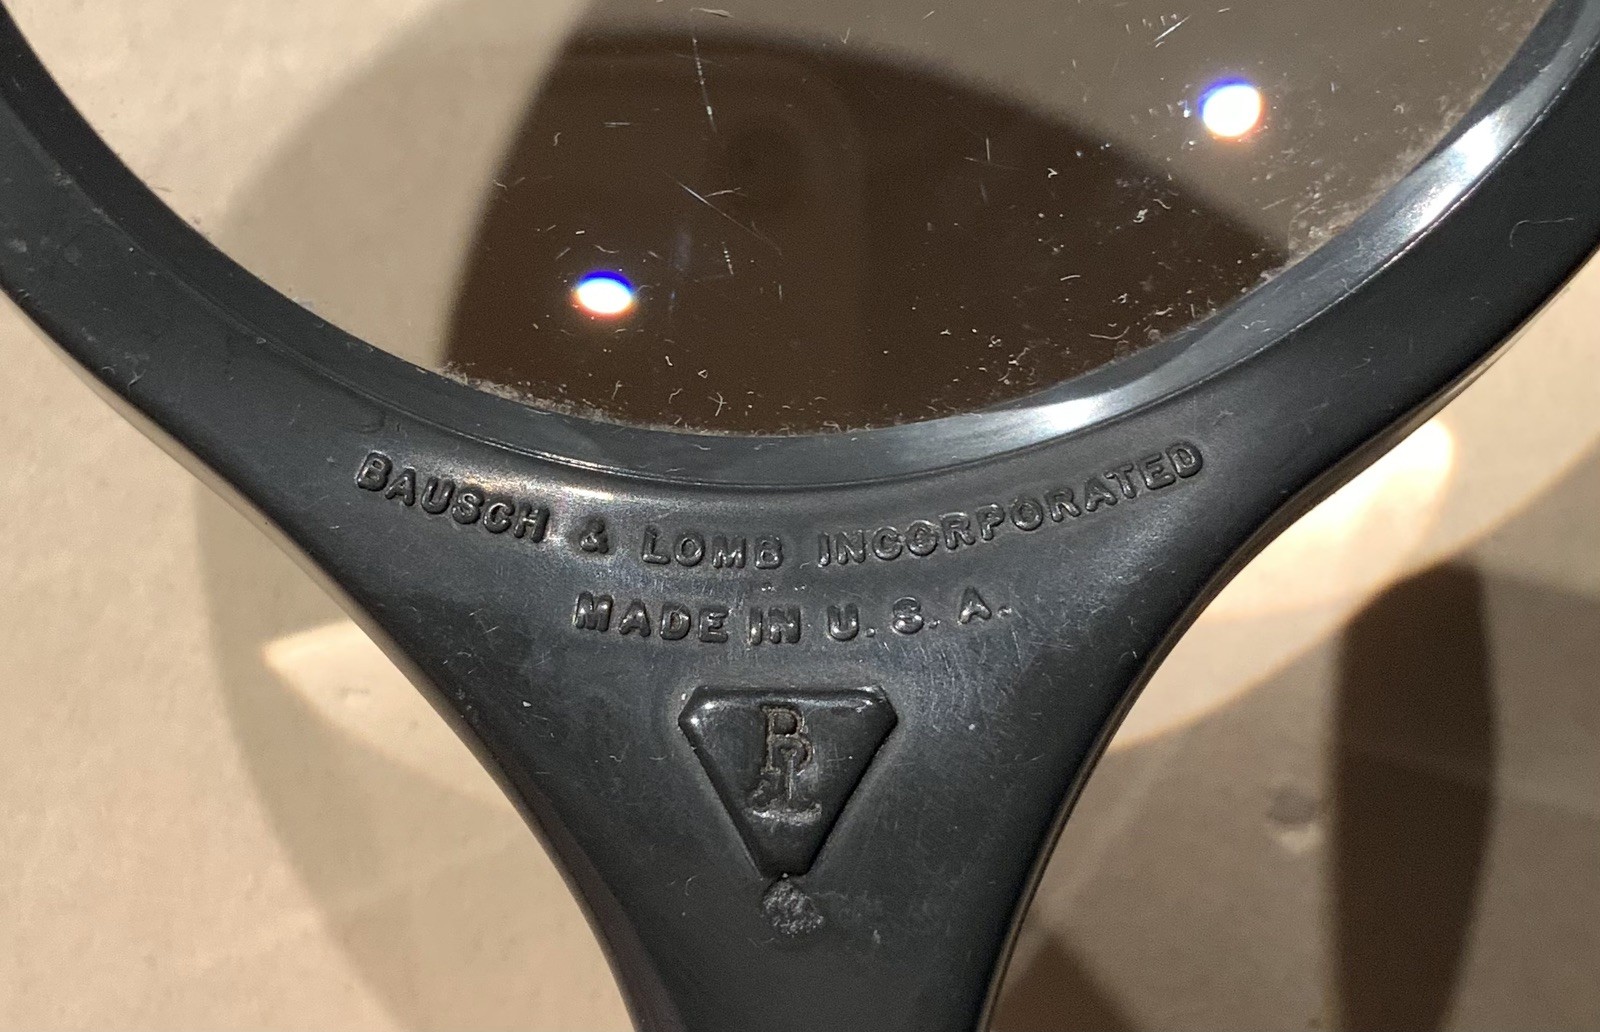 BAUSCH & LOMB INCORPORATED
MADE IN U. S. A.
BL